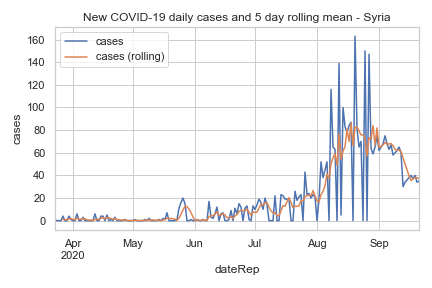 New COVID-19 daily cases and 5 day rolling mean - Syria
cases
cases (rolling)
160
140
120
100
80
60
40
20
0
cases
Apr
2020
May
Jun
Jul
Aug
Sep
dateRep